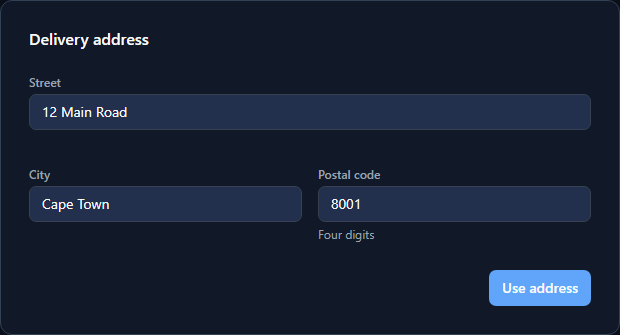 Delivery address
Street
12 Main Road
City
Postal code
Cape Town
8001
Four digits
Use address